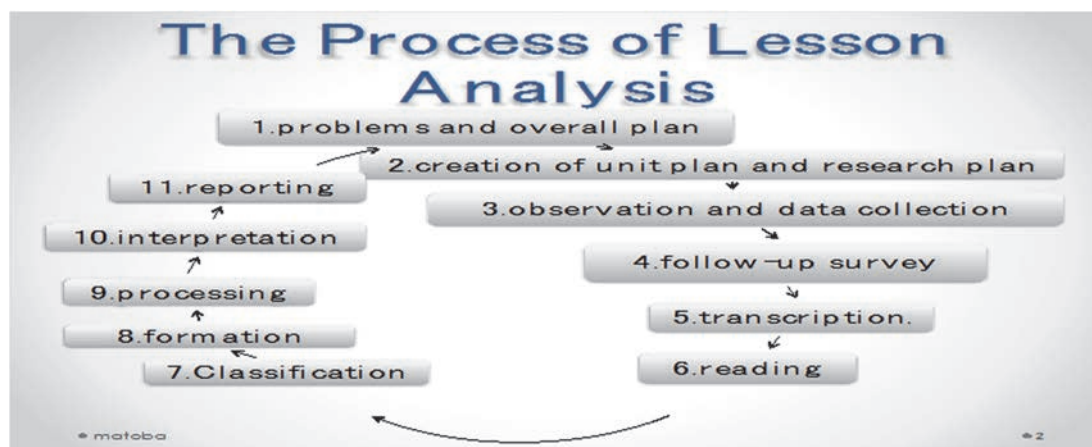 The Process of Lesson
Analysis
1.problems and overall plan
2.creation of unit plan and research plan
3.observation and data collection
4.follow-up survey
5.transcription.
6.reading
7.Classification
8.formation
9.processing
10.interpretation
11.reporting
matoba
2